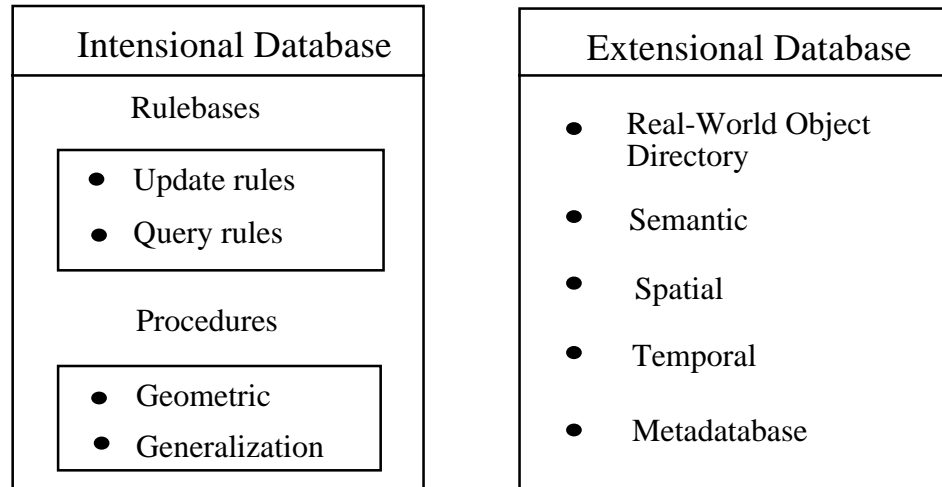 Intensional Database
Rulebases
• Update rules
• Query rules
Procedures
• Geometric
• Generalization
Extensional Database
• Real-World Object
Directory
• Semantic
• Spatial
• Temporal
• Metadatabase